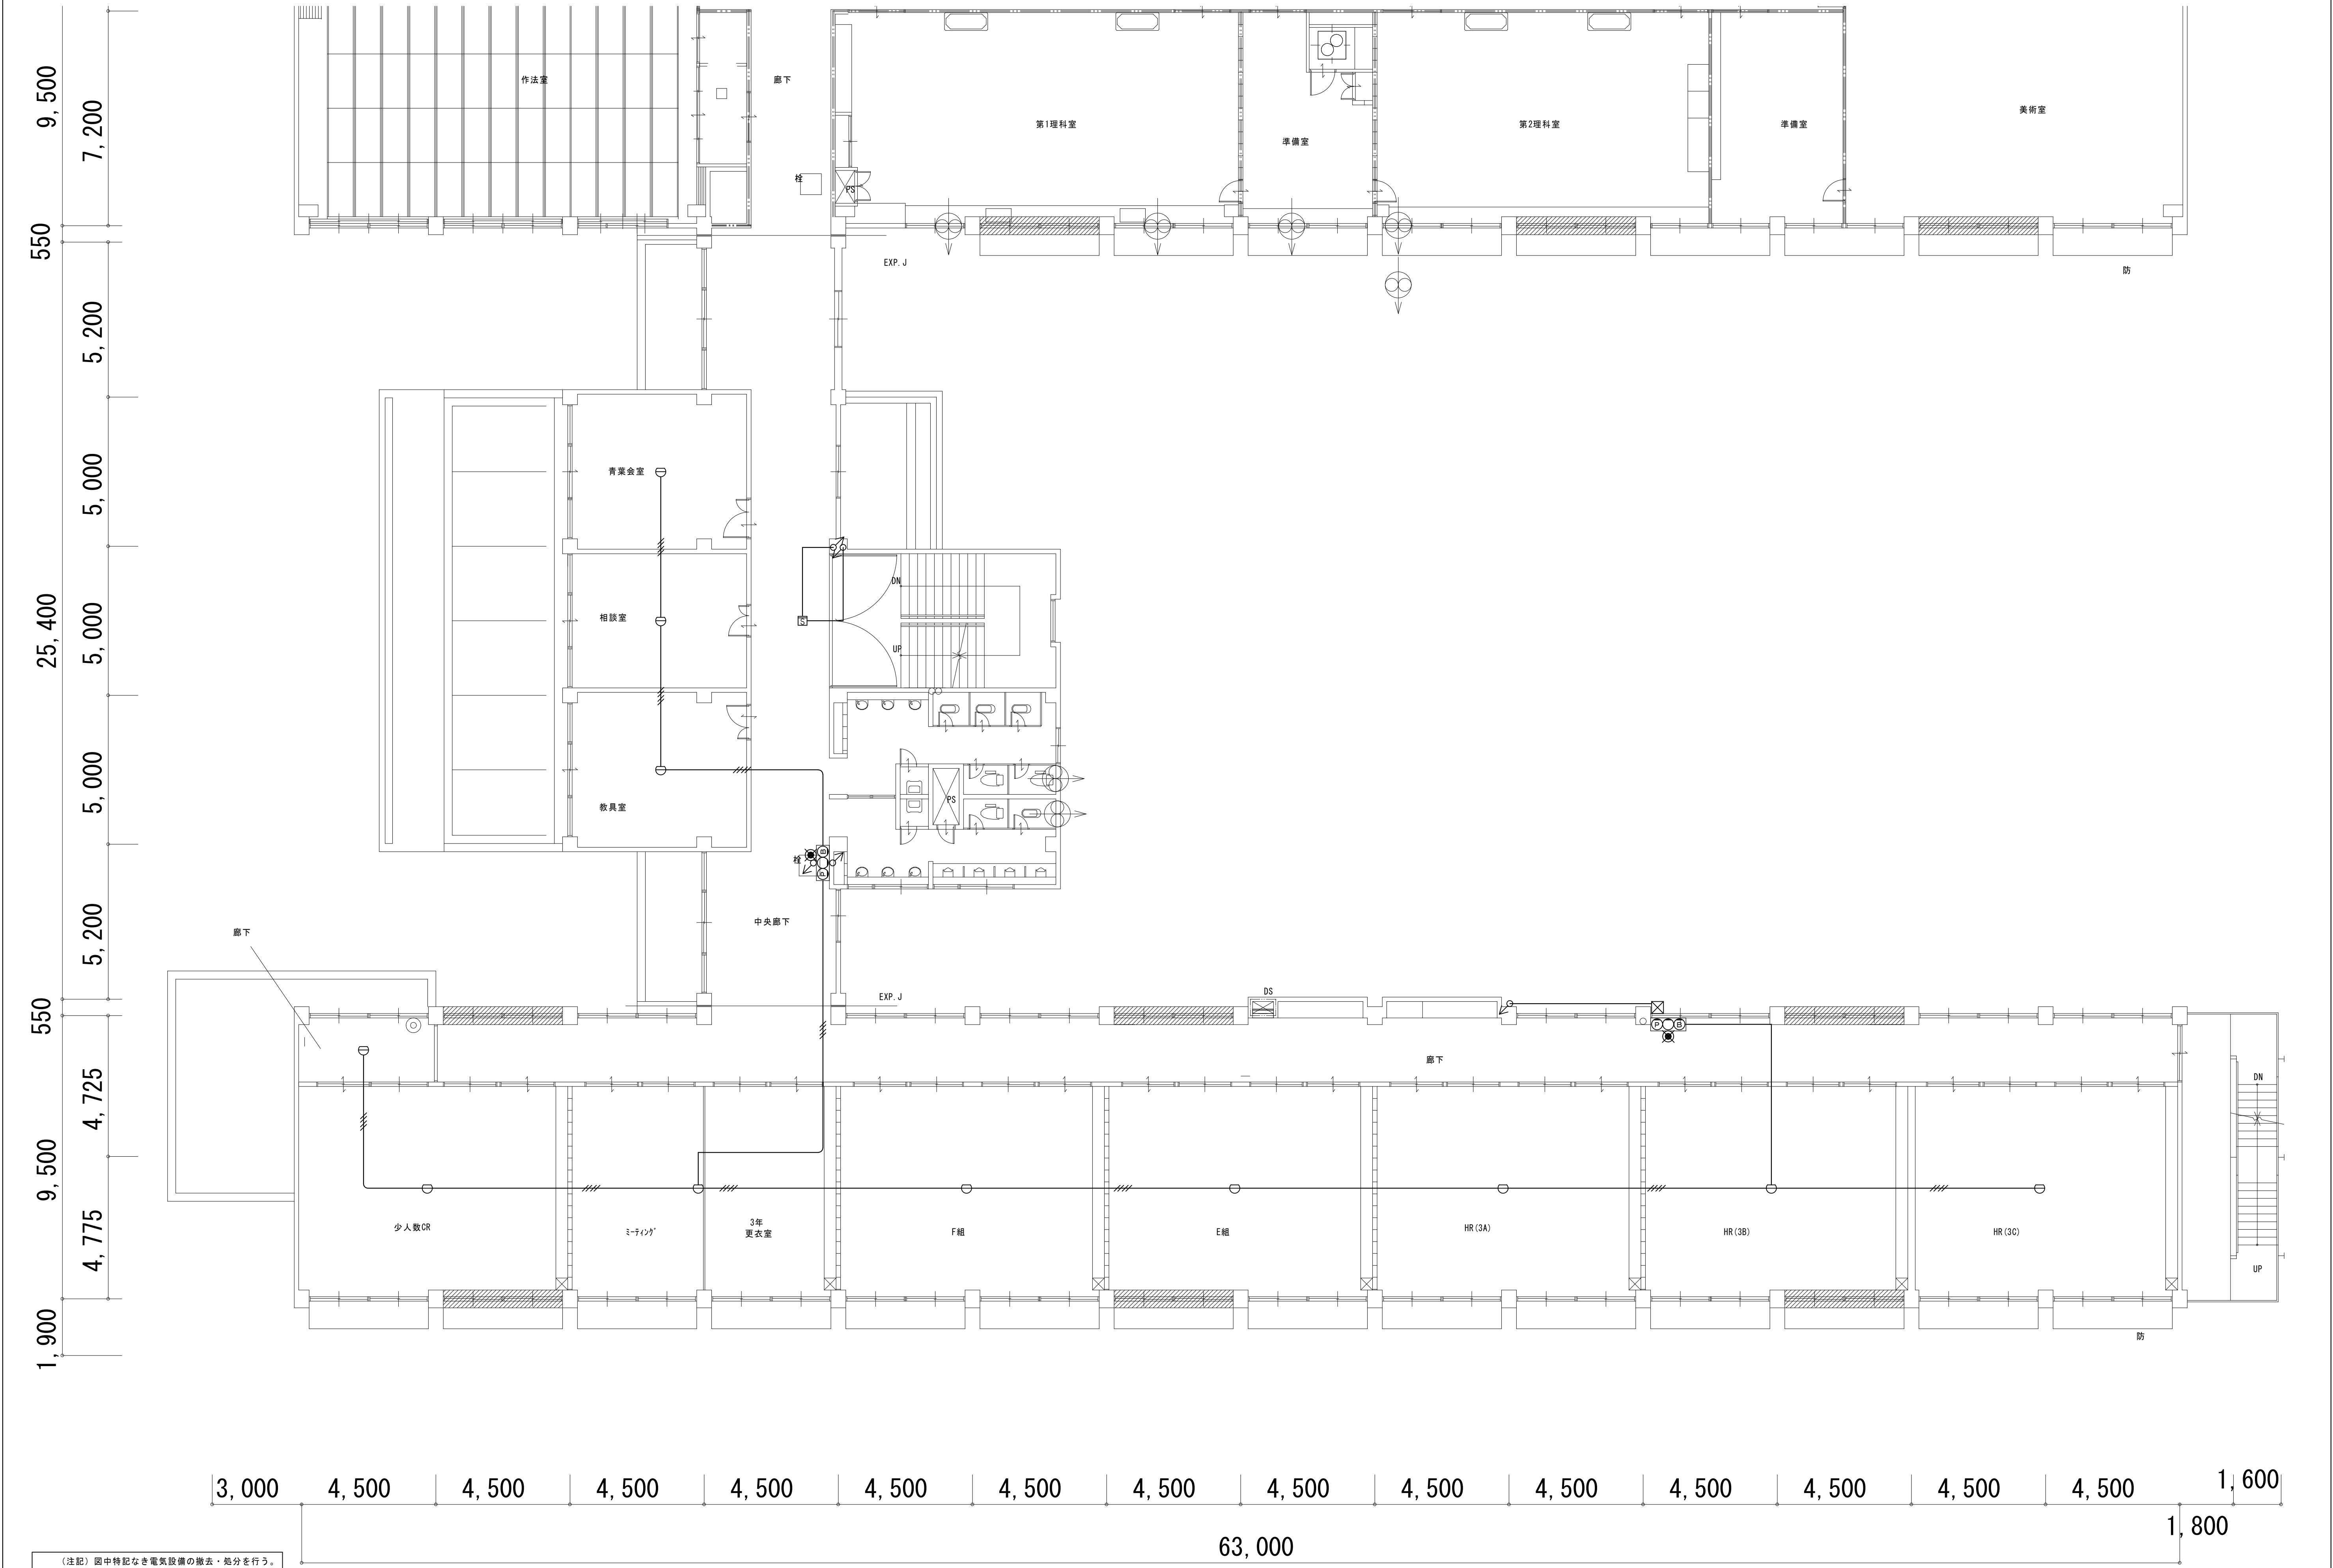 作法室
廊下
第1理科室
準備室
第2理科室
準備室
美術室
栓
PS
EXP.J
防
青葉会室
相談室
教具室
DN
UP
S
PS
栓
B
P
中央廊下
廊下
EXP.J
DS
P
B
廊下
少人数CR
ﾐｰﾃｨﾝｸﾞ
3年
更衣室
F組
E組
HR(3A)
HR(3B)
HR(3C)
DN
UP
防
9,500
7,200
550
5,200
5,000
25,400
5,000
5,000
5,200
550
4,725
9,500
4,775
1,900
3,000
4,500
4,500
4,500
4,500
4,500
4,500
4,500
4,500
4,500
4,500
4,500
4,500
4,500
4,500
1,600
1,800
63,000
(注記) 図中特記なき電気設備の撤去・処分を行う。